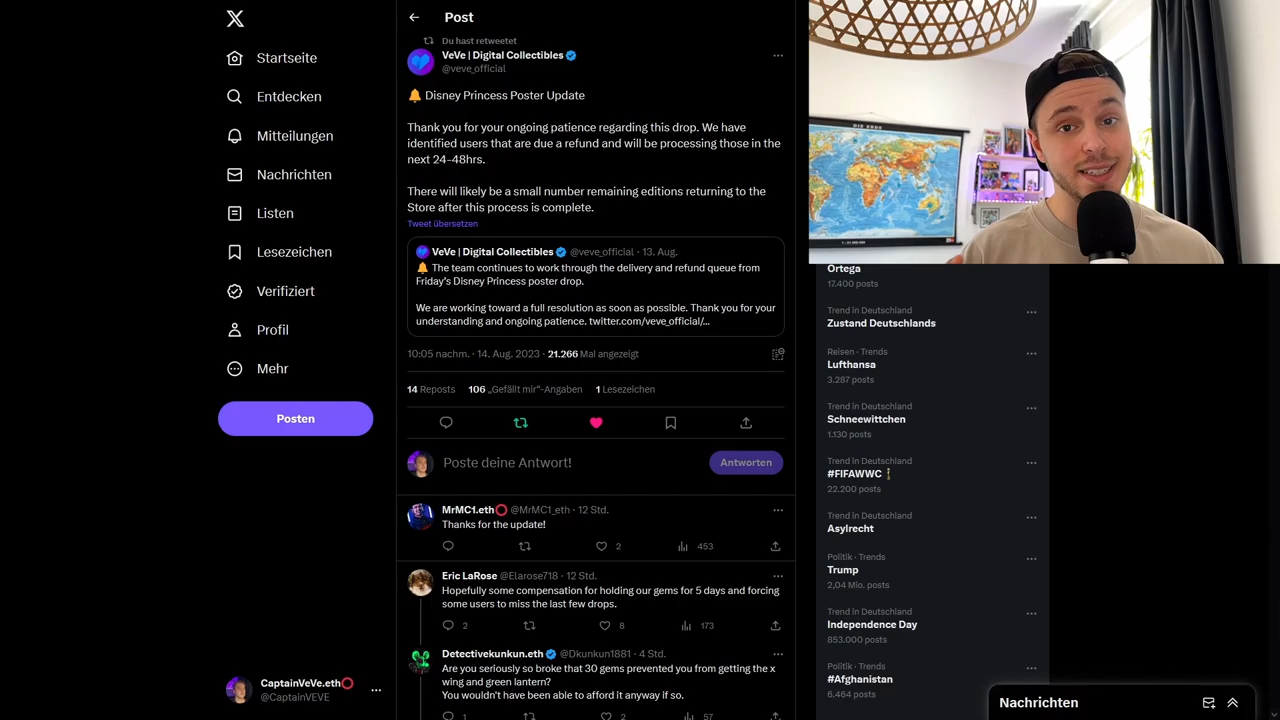 Startseite
Entdecken
Mitteilungen
Nachrichten
Listen
Lesezeichen
Verifiziert
Profil
Mehr
Posten
CaptainVeVe.eth⭕
@CaptainVEVE
Post
Du hast retweetet
VeVe | Digital Collectibles
@veve_official
🔔 Disney Princess Poster Update
Thank you for your ongoing patience regarding this drop. We have
identified users that are due a refund and will be processing those in the
next 24-48hrs.
There will likely be a small number remaining editions returning to the
Store after this process is complete.
Tweet übersetzen
VeVe | Digital Collectibles @veve_official · 13. Aug.
🔔 The team continues to work through the delivery and refund queue from
Friday's Disney Princess poster drop.
We are working toward a full resolution as soon as possible. Thank you for your
understanding and ongoing patience. twitter.com/veve_official/...
10:05 nachm. · 14. Aug. 2023 · 21.266 Mal angezeigt
14 Reposts 106 „Gefällt mir“-Angaben 1 Lesezeichen
Poste deine Antwort!
Antworten
MrMC1.eth⭕ @MrMC1_eth · 12 Std.
Thanks for the update!
2 453
Eric LaRose @Elarose718 · 12 Std.
Hopefully some compensation for holding our gems for 5 days and forcing
some users to miss the last few drops.
2 8 173
Detectivekunkun.eth @Dkunkun1881 · 4 Std.
Are you seriously so broke that 30 gems prevented you from getting the x
wing and green lantern?
You wouldn't have been able to afford it anyway if so.
1 2 57
DIE ERDE
Ortega
17.400 posts
Trend in Deutschland
Zustand Deutschlands
Reisen · Trends
Lufthansa
3.287 posts
Trend in Deutschland
Schneewittchen
1.130 posts
Trend in Deutschland
#FIFAWWC
22.200 posts
Trend in Deutschland
Asylrecht
Politik · Trends
Trump
2,04 Mio. posts
Trend in Deutschland
Independence Day
853.000 posts
Politik · Trends
#Afghanistan
6.464 posts
Nachrichten